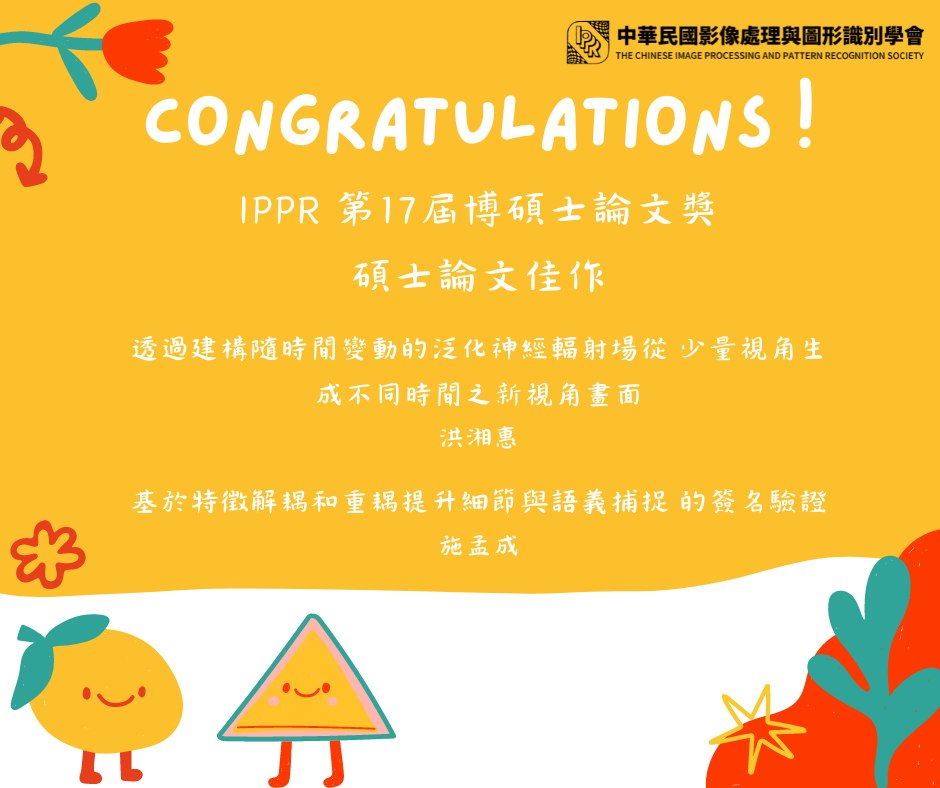 IPPR
中華民國影像處理與圖形識別學會
THE CHINESE IMAGE PROCESSING AND PATTERN RECOGNITION SOCIETY
CONGRATULATIONS!
IPPR 第17屆博碩士論文獎
碩士論文佳作
透過建構隨時間變動的泛化神經輻射場從 少量視角生
成不同時間之新視角畫面
洪湘惠
基於特徵解耦和重耦提升細節與語義捕捉 的簽名驗證
施孟成